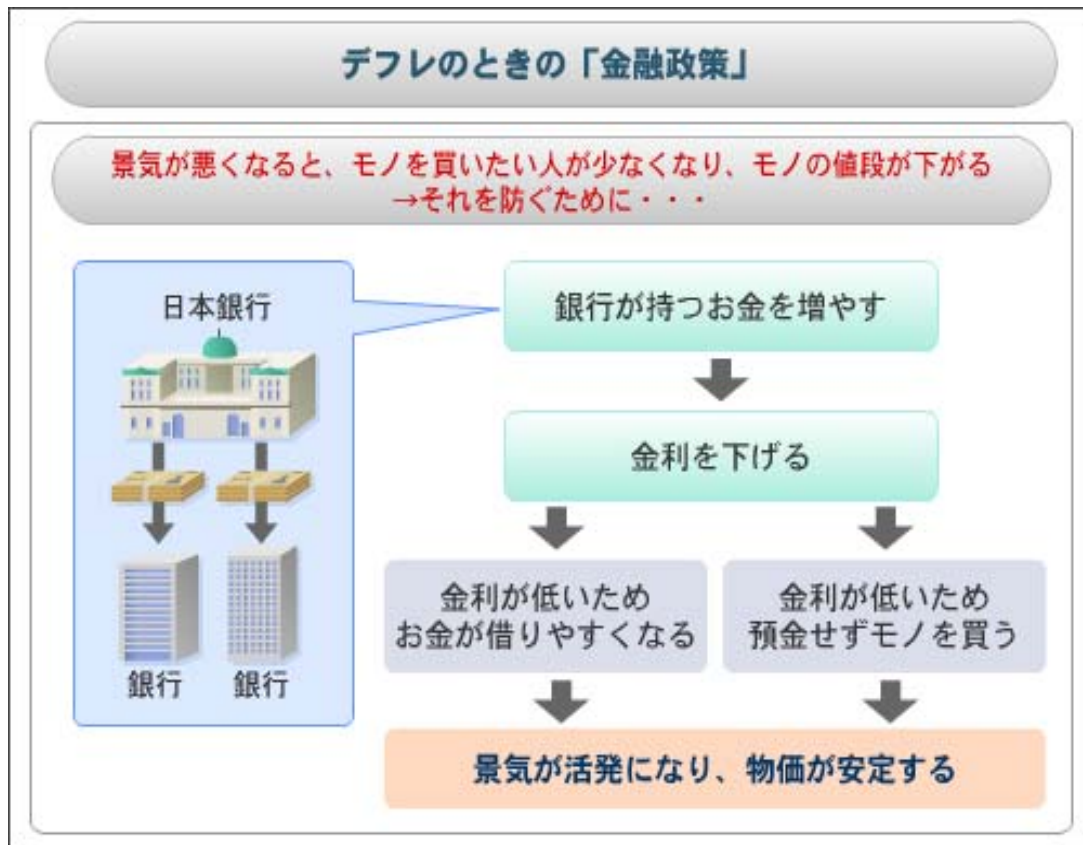 デフレのときの「金融政策」
景気が悪くなると、モノを買いたい人が少なくなり、モノの値段が下がる
→それを防ぐために・・・
日本銀行
銀行
銀行
銀行が持つお金を増やす
金利を下げる
金利が低いため
お金が借りやすくなる
金利が低いため
預金せずモノを買う
景気が活発になり、物価が安定する